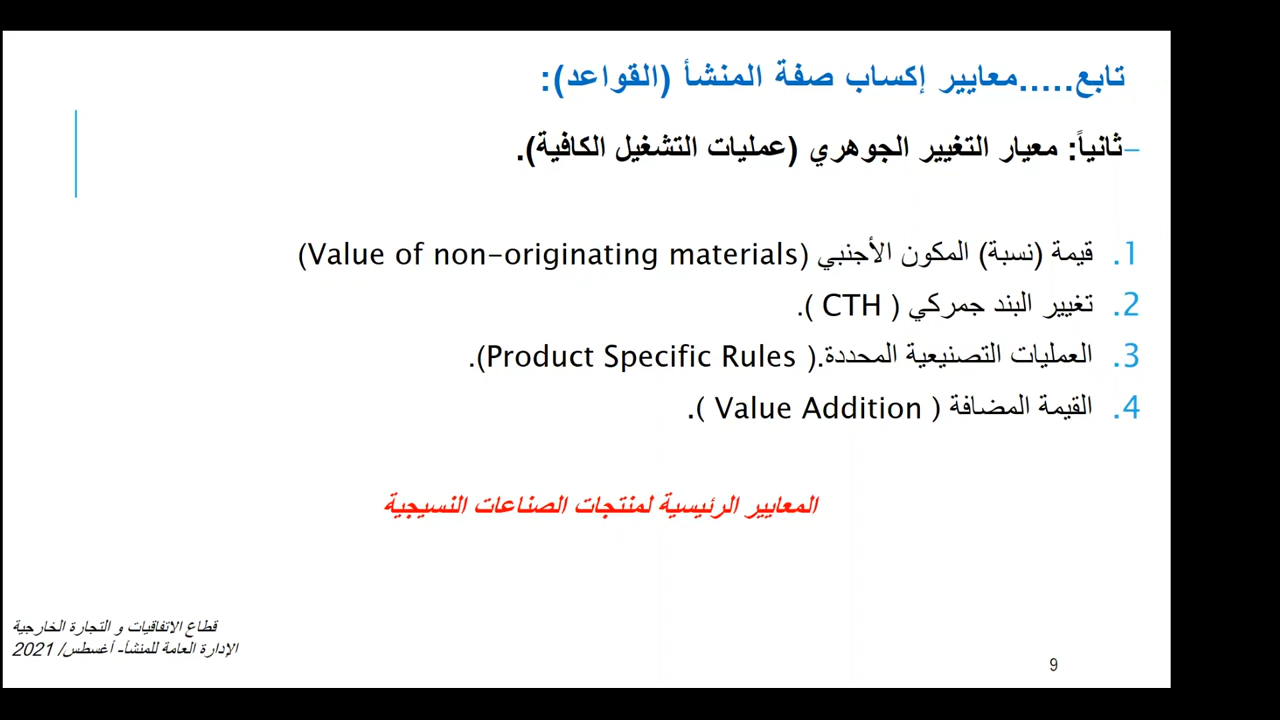 تابع.....معايير إكساب صفة المنشأ (القواعد):
–ثانياً: معيار التغيير الجوهري (عمليات التشغيل الكافية).
1. قيمة (نسبة) المكون الأجنبي (Value of non-originating materials)
2. تغيير البند جمركي ( CTH ).
3. العمليات التصنيعية المحددة.( Product Specific Rules).
4. القيمة المضافة ( Value Addition ).
المعايير الرئيسية لمنتجات الصناعات النسيجية
قطاع الاتفاقيات و التجارة الخارجية
الإدارة العامة للمنشأ- أغسطس/ 2021
9